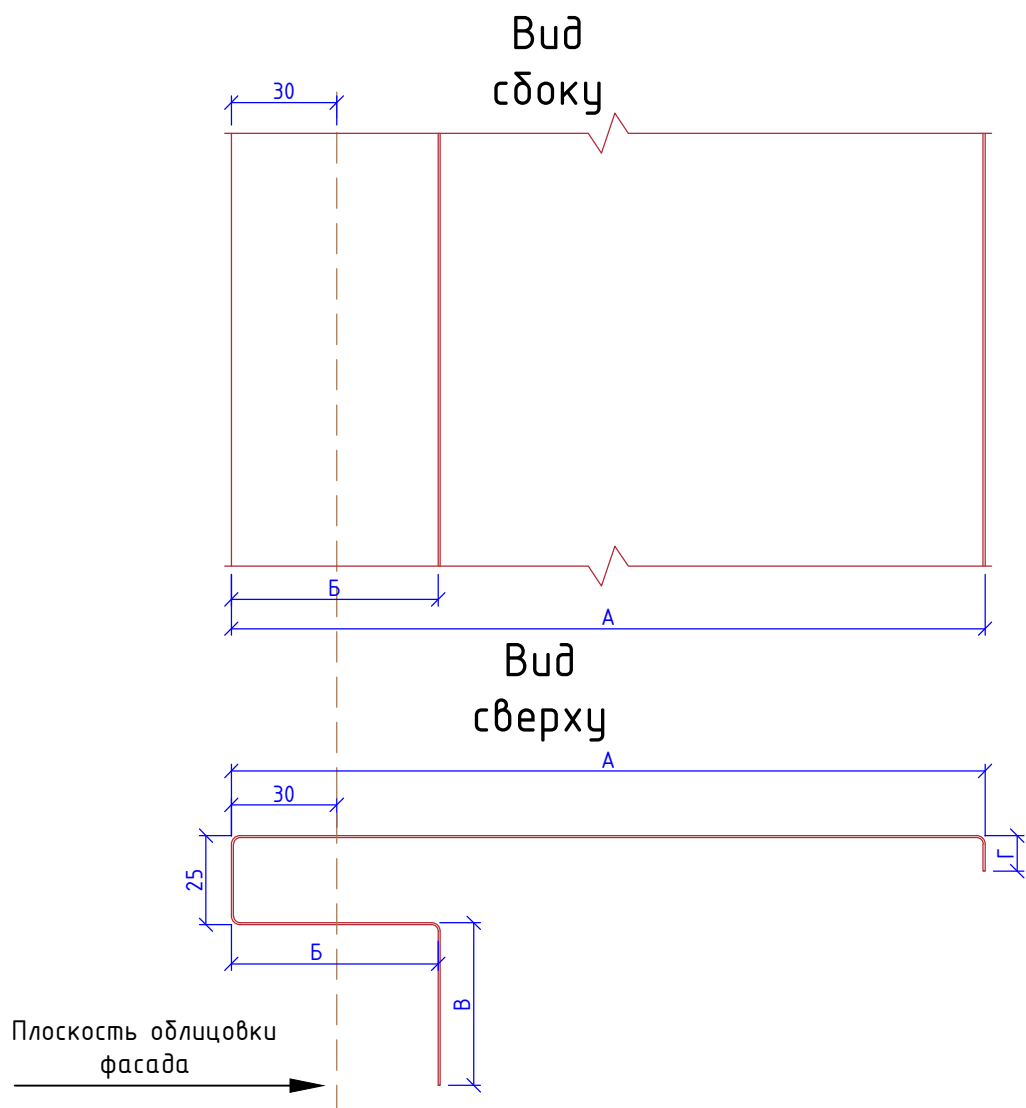 Вид
сбоку
30
Б
А
Вид
сверху
А
30
25
Г
Б
В
Плоскость облицовки
фасада